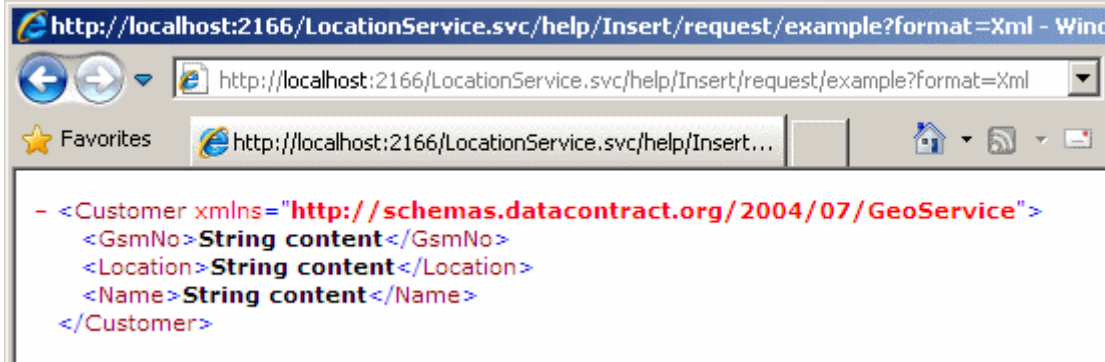 http://localhost:2166/LocationService.svc/help/Insert/request/example?format=Xml - Wind
http://localhost:2166/LocationService.svc/help/Insert/request/example?format=Xml
Favorites http://localhost:2166/LocationService.svc/help/Insert...
- <Customer xmlns="http://schemas.datacontract.org/2004/07/GeoService">
<GsmNo>String content</GsmNo>
<Location>String content</Location>
<Name>String content</Name>
</Customer>